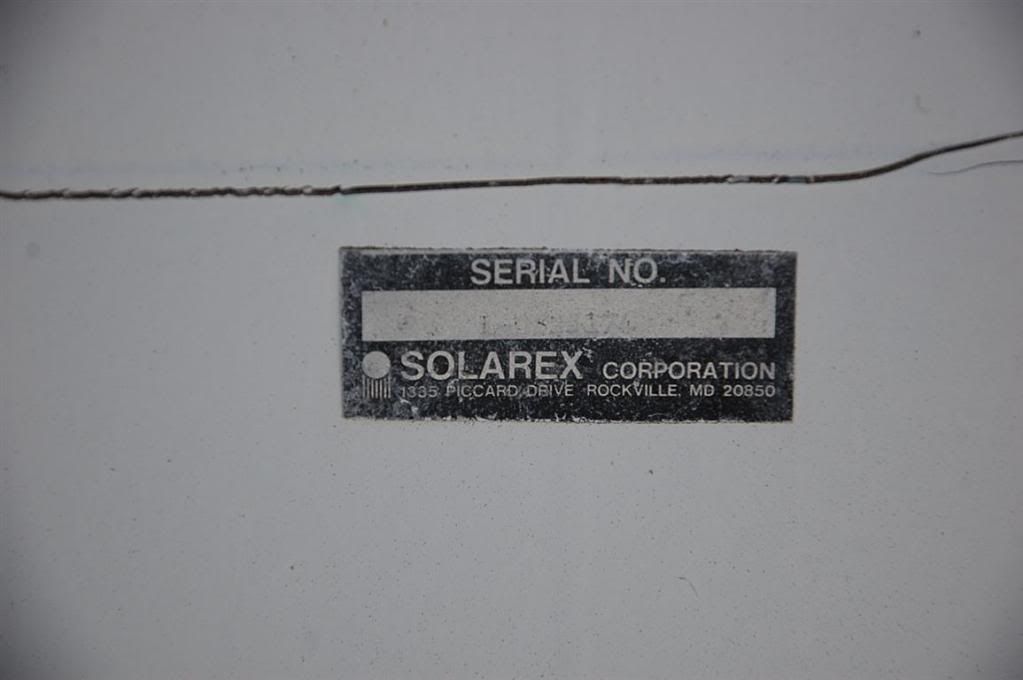 SERIAL NO.
SOLAREX CORPORATION
1335 PICCARD DRIVE ROCKVILLE, MD 20850